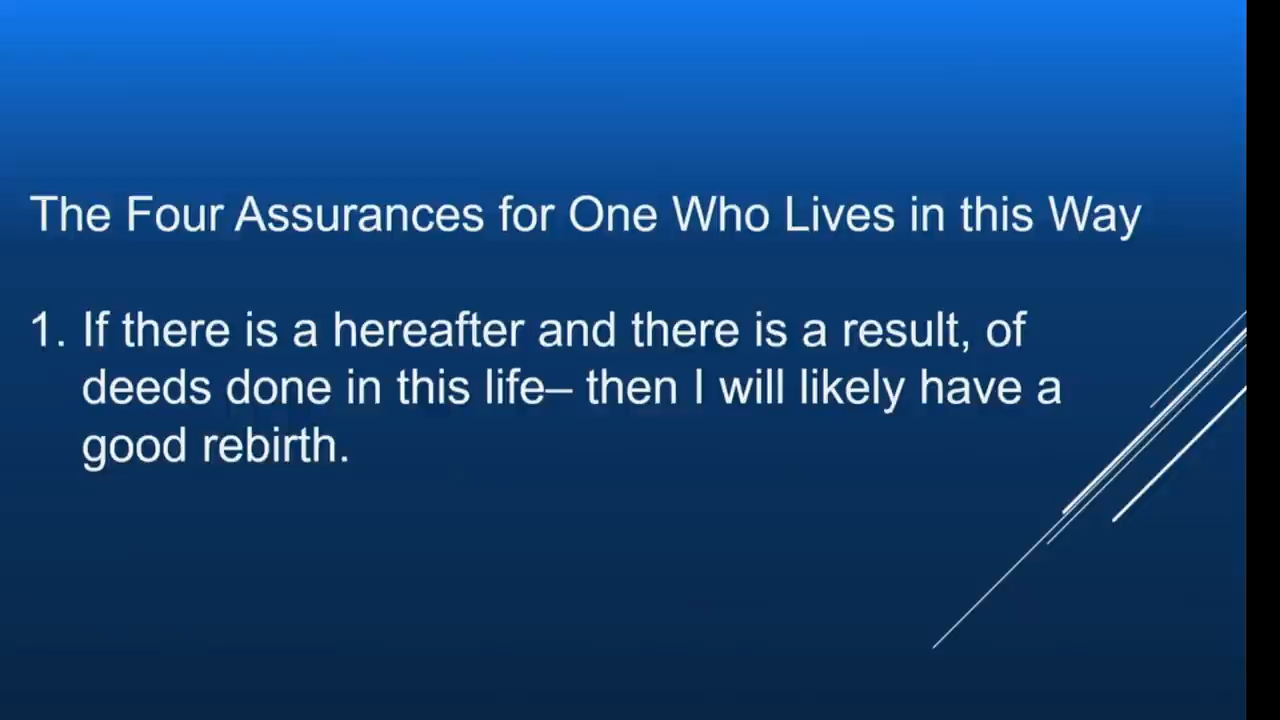 The Four Assurances for One Who Lives in this Way
1. If there is a hereafter and there is a result, of
deeds done in this life– then I will likely have a
good rebirth.